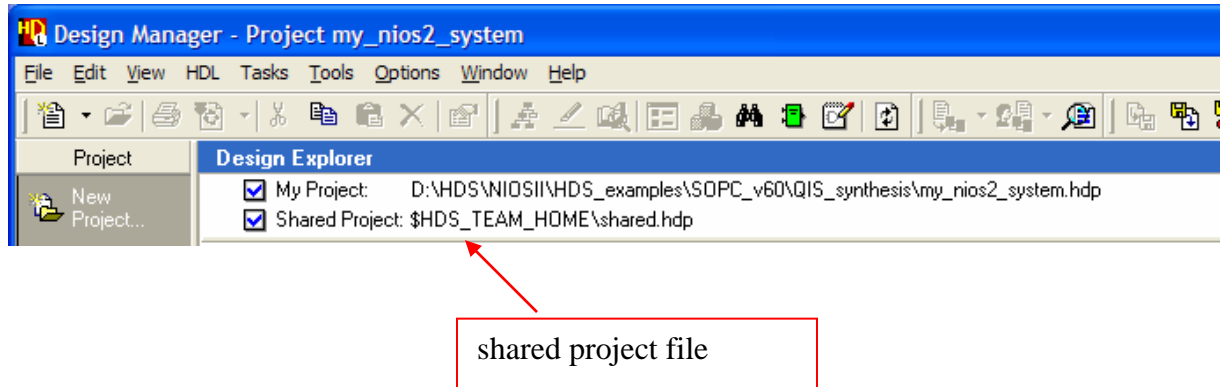 Design Manager - Project my_nios2_system
File Edit View HDL Tasks Tools Options Window Help
Project Design Explorer
New Project...
My Project: D:\HDS\NIOSII\HDS_examples\SOPC_v60\QIS_synthesis\my_nios2_system.hdp
Shared Project: $HDS_TEAM_HOME\shared.hdp
shared project file